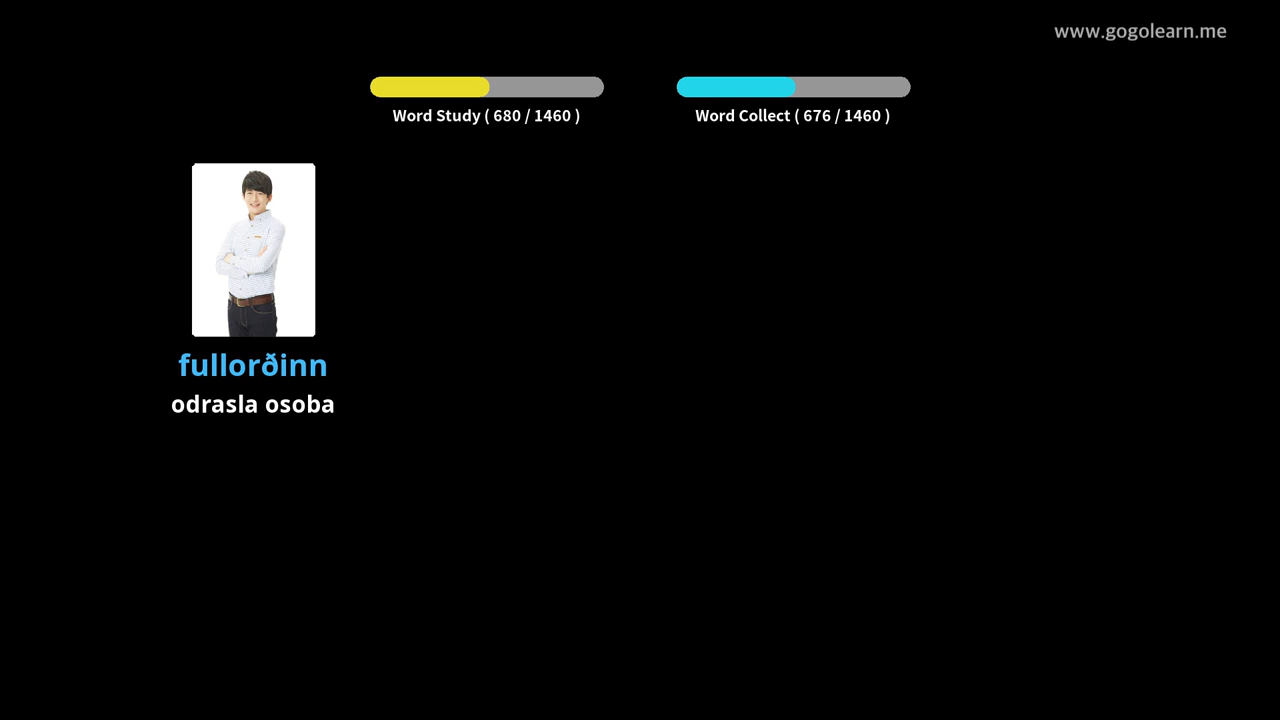 www.gogolearn.me
Word Study ( 680 / 1460 )
Word Collect ( 676 / 1460 )
fullorðinn
odrasla osoba